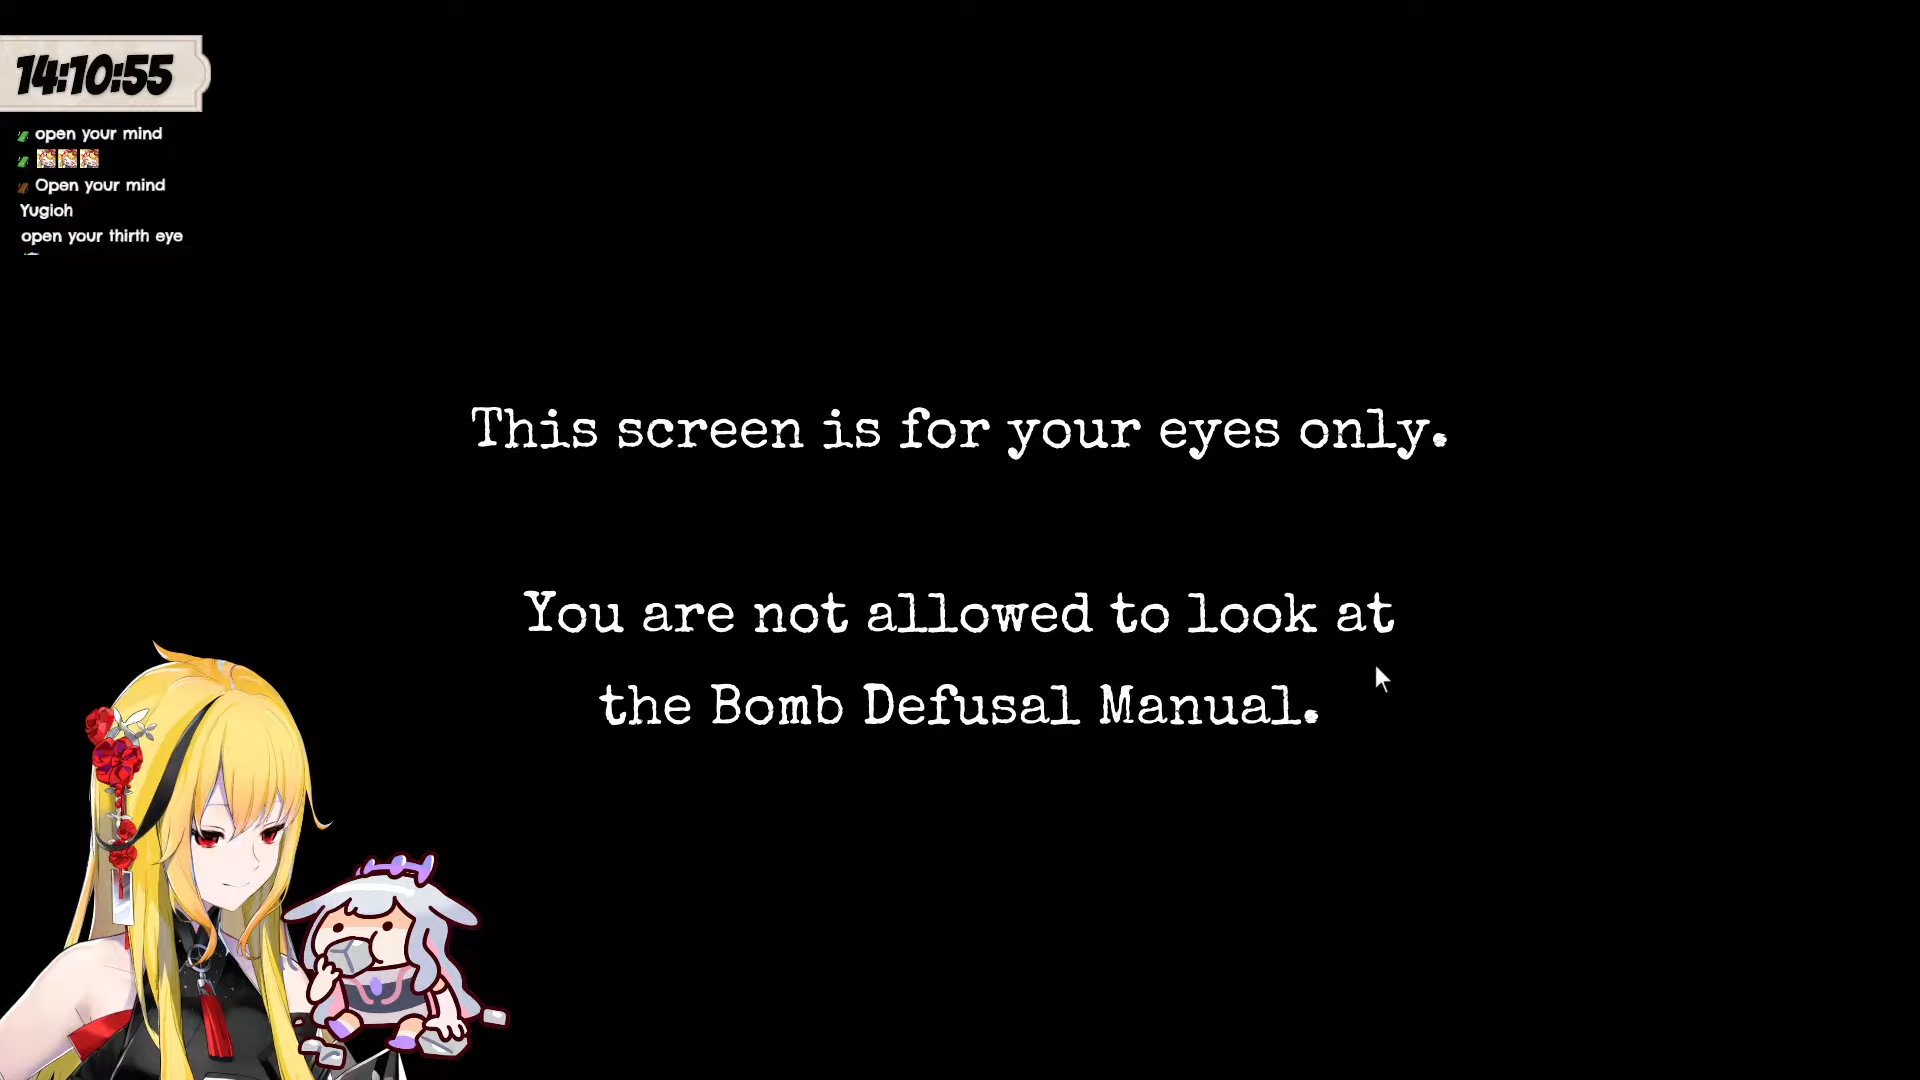 14:10:55
open your mind
Open your mind
Yugioh
open your thirth eye
This screen is for your eyes only.
You are not allowed to look at
the Bomb Defusal Manual.